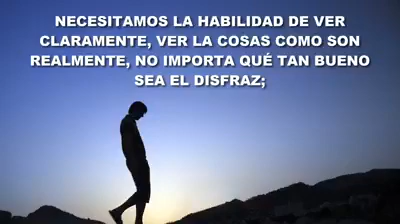 NECESITAMOS LA HABILIDAD DE VER
CLARAMENTE, VER LA COSAS COMO SON
REALMENTE, NO IMPORTA QUÉ TAN BUENO
SEA EL DISFRAZ;